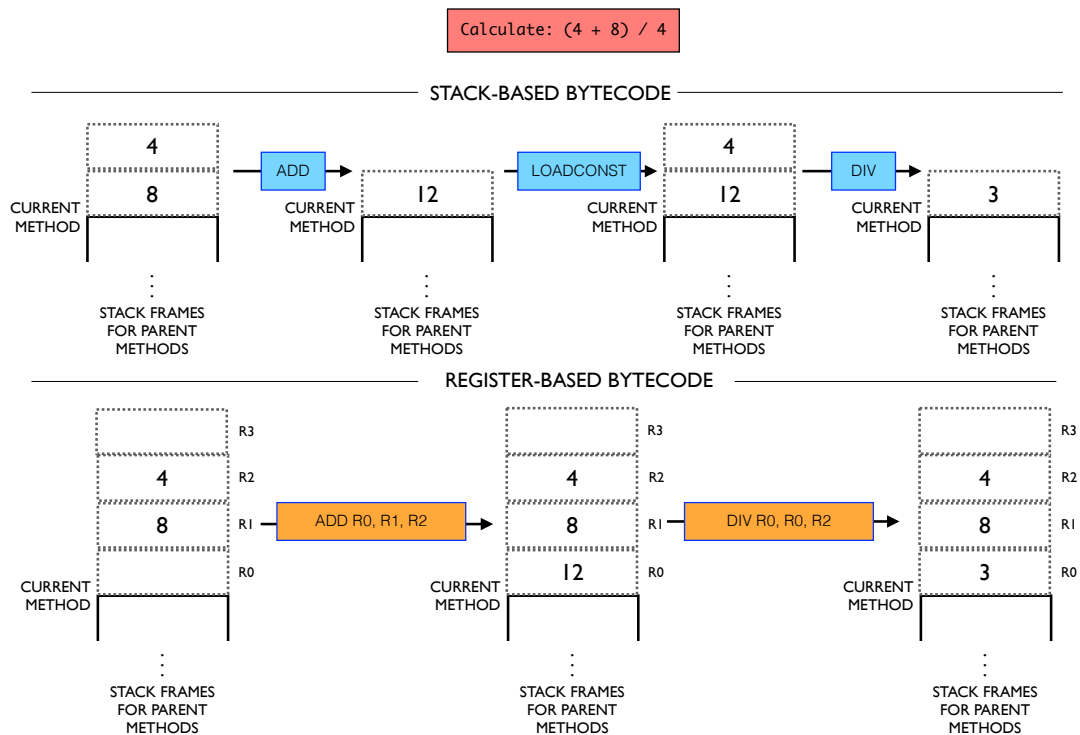 Calculate: (4 + 8) / 4
STACK-BASED BYTECODE
4
8
CURRENT
METHOD
ADD
12
CURRENT
METHOD
LOADCONST
4
12
CURRENT
METHOD
DIV
3
CURRENT
METHOD
STACK FRAMES
FOR PARENT
METHODS
STACK FRAMES
FOR PARENT
METHODS
STACK FRAMES
FOR PARENT
METHODS
STACK FRAMES
FOR PARENT
METHODS
REGISTER-BASED BYTECODE
R3
4 R2
8 R1
R0
CURRENT
METHOD
ADD R0, R1, R2
R3
4 R2
8 R1
12 R0
CURRENT
METHOD
DIV R0, R0, R2
R3
4 R2
8 R1
3 R0
CURRENT
METHOD
STACK FRAMES
FOR PARENT
METHODS
STACK FRAMES
FOR PARENT
METHODS
STACK FRAMES
FOR PARENT
METHODS